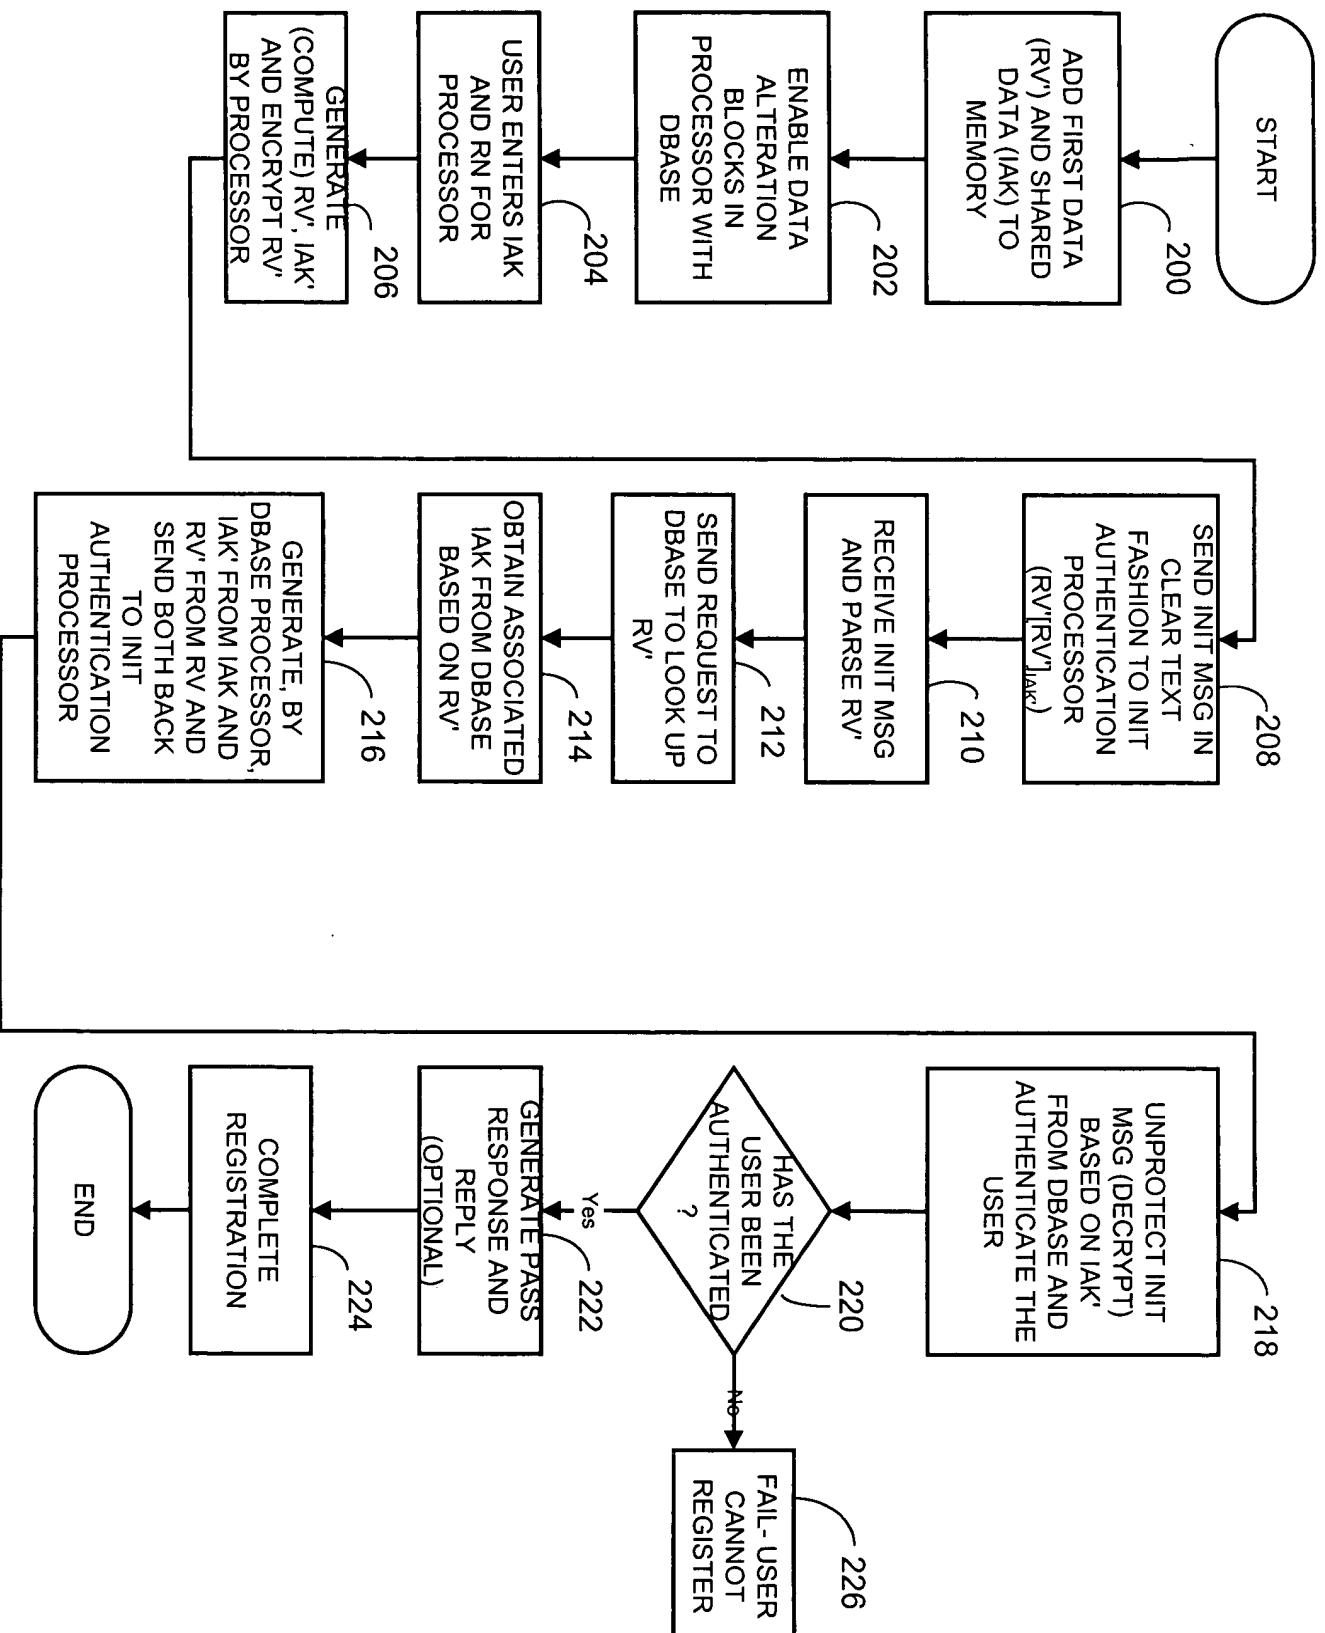 START
200
ADD FIRST DATA
(RV') AND SHARED
DATA (IAK) TO
MEMORY
202
ENABLE DATA
ALTERATION
BLOCKS IN
PROCESSOR WITH
DBASE
204
USER ENTERS IAK
AND RN FOR
PROCESSOR
206
GENERATE
(COMPUTE) RV', IAK'
AND ENCRYPT RV'
BY PROCESSOR
208
SEND INIT MSG IN
CLEAR TEXT
FASHION TO INIT
AUTHENTICATION
PROCESSOR
(RV'[RV']IAK')
210
RECEIVE INIT MSG
AND PARSE RV'
212
SEND REQUEST TO
DBASE TO LOOK UP
RV'
214
OBTAIN ASSOCIATED
IAK FROM DBASE
BASED ON RV'
216
GENERATE, BY
DBASE PROCESSOR,
IAK' FROM IAK AND
RV' FROM RV AND
SEND BOTH BACK
TO INIT
AUTHENTICATION
PROCESSOR
218
UNPROTECT INIT
MSG (DECRYPT)
BASED ON IAK'
FROM DBASE AND
AUTHENTICATE THE
USER
220
HAS THE
USER BEEN
AUTHENTICATED
?
No
226
FAIL- USER
CANNOT
REGISTER
Yes
222
GENERATE PASS
RESPONSE AND
REPLY
(OPTIONAL)
224
COMPLETE
REGISTRATION
END